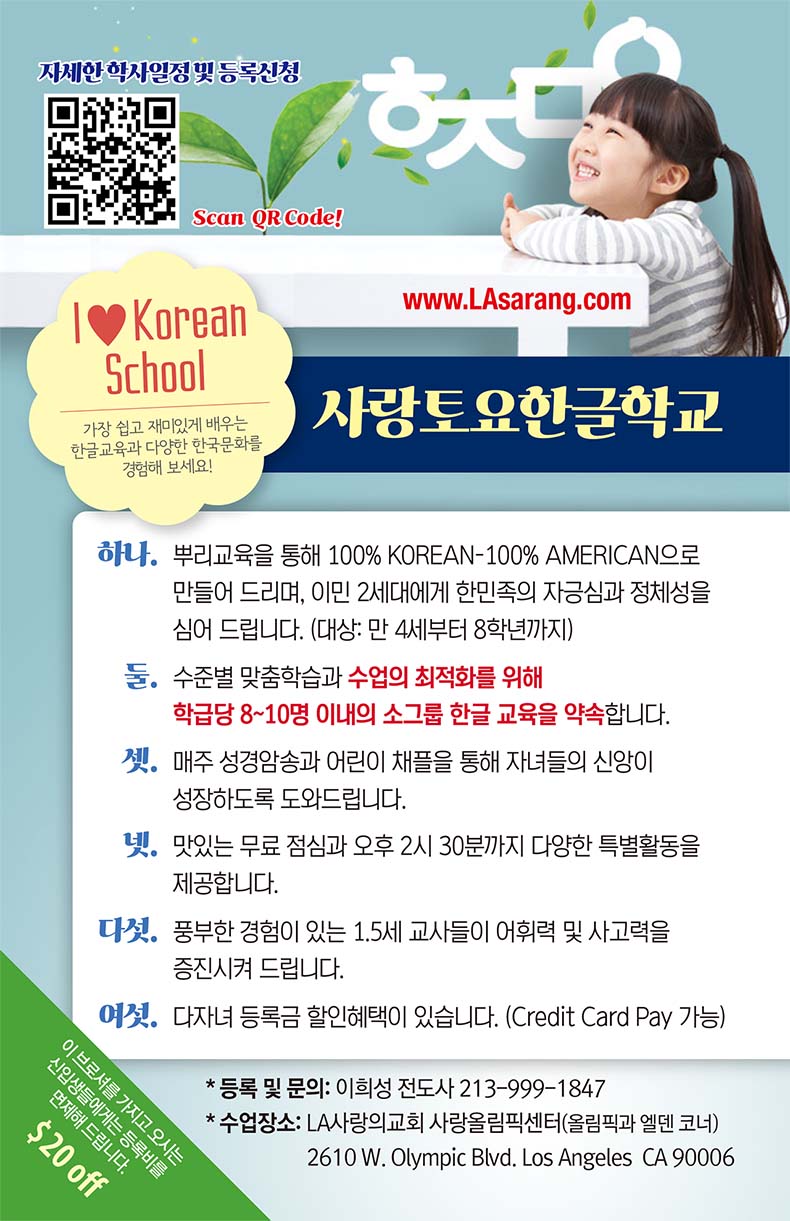 자세한 학사일정 및 등록신청
Scan QR Code!
ㅎㅈㄷㅇ
www.LAsarang.com
I ♥ Korean
School
가장 쉽고 재미있게 배우는
한글교육과 다양한 한국문화를
경험해 보세요!
사랑토요한글학교
하나. 뿌리교육을 통해 100% KOREAN-100% AMERICAN으로
만들어 드리며, 이민 2세대에게 한민족의 자긍심과 정체성을
심어 드립니다. (대상: 만 4세부터 8학년까지)
둘. 수준별 맞춤학습과 수업의 최적화를 위해
학급당 8~10명 이내의 소그룹 한글 교육을 약속합니다.
셋. 매주 성경암송과 어린이 채플을 통해 자녀들의 신앙이
성장하도록 도와드립니다.
넷. 맛있는 무료 점심과 오후 2시 30분까지 다양한 특별활동을
제공합니다.
다섯. 풍부한 경험이 있는 1.5세 교사들이 어휘력 및 사고력을
증진시켜 드립니다.
여섯. 다자녀 등록금 할인혜택이 있습니다. (Credit Card Pay 가능)
이 브로셔를 가지고 오시는
신입생들에게는 등록비를
면제해 드립니다.
$20 off
* 등록 및 문의: 이희성 전도사 213-999-1847
* 수업장소: LA사랑의교회 사랑올림픽센터(올림픽과 엘덴 코너)
2610 W. Olympic Blvd. Los Angeles CA 90006